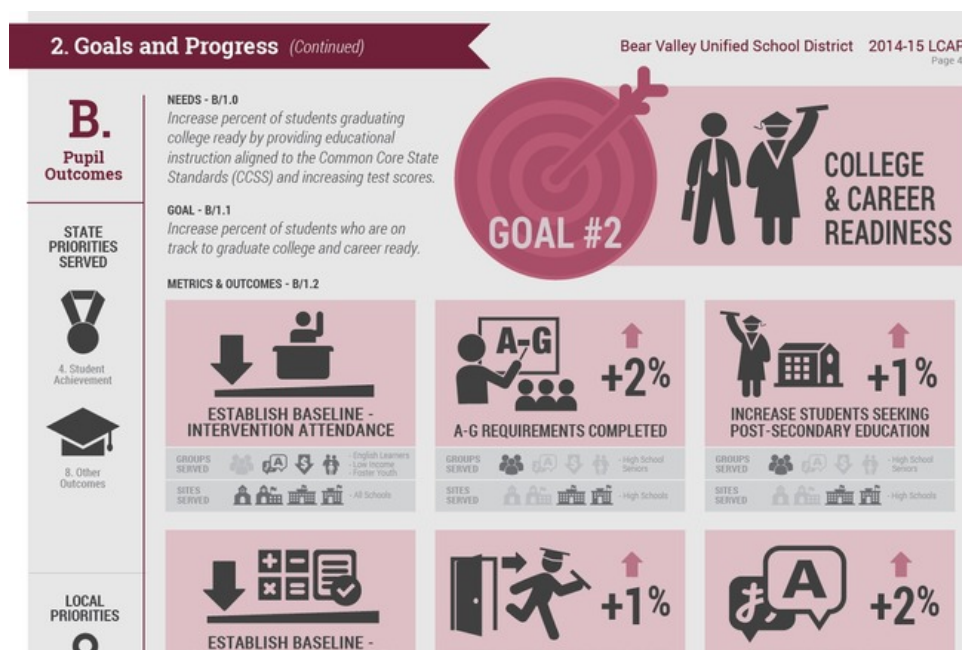 2. Goals and Progress (Continued)
Bear Valley Unified School District 2014-15 LCAP
Page 4
B.
Pupil
Outcomes
STATE
PRIORITIES
SERVED
4. Student
Achievement
8. Other
Outcomes
LOCAL
PRIORITIES
NEEDS - B/1.0
Increase percent of students graduating
college ready by providing educational
instruction aligned to the Common Core State
Standards (CCSS) and increasing test scores.
GOAL - B/1.1
Increase percent of students who are on
track to graduate college and career ready.
GOAL #2
COLLEGE
& CAREER
READINESS
METRICS & OUTCOMES - B/1.2
ESTABLISH BASELINE -
INTERVENTION ATTENDANCE
GROUPS
SERVED
A
- English Learners
- Low Income
- Foster Youth
SITES
SERVED
- All Schools
A-G
+2%
A-G REQUIREMENTS COMPLETED
GROUPS
SERVED
A
- High School
Seniors
SITES
SERVED
- High Schools
+1%
INCREASE STUDENTS SEEKING
POST-SECONDARY EDUCATION
GROUPS
SERVED
A
- High School
Seniors
SITES
SERVED
- High Schools
ESTABLISH BASELINE -
+1%
A
+2%